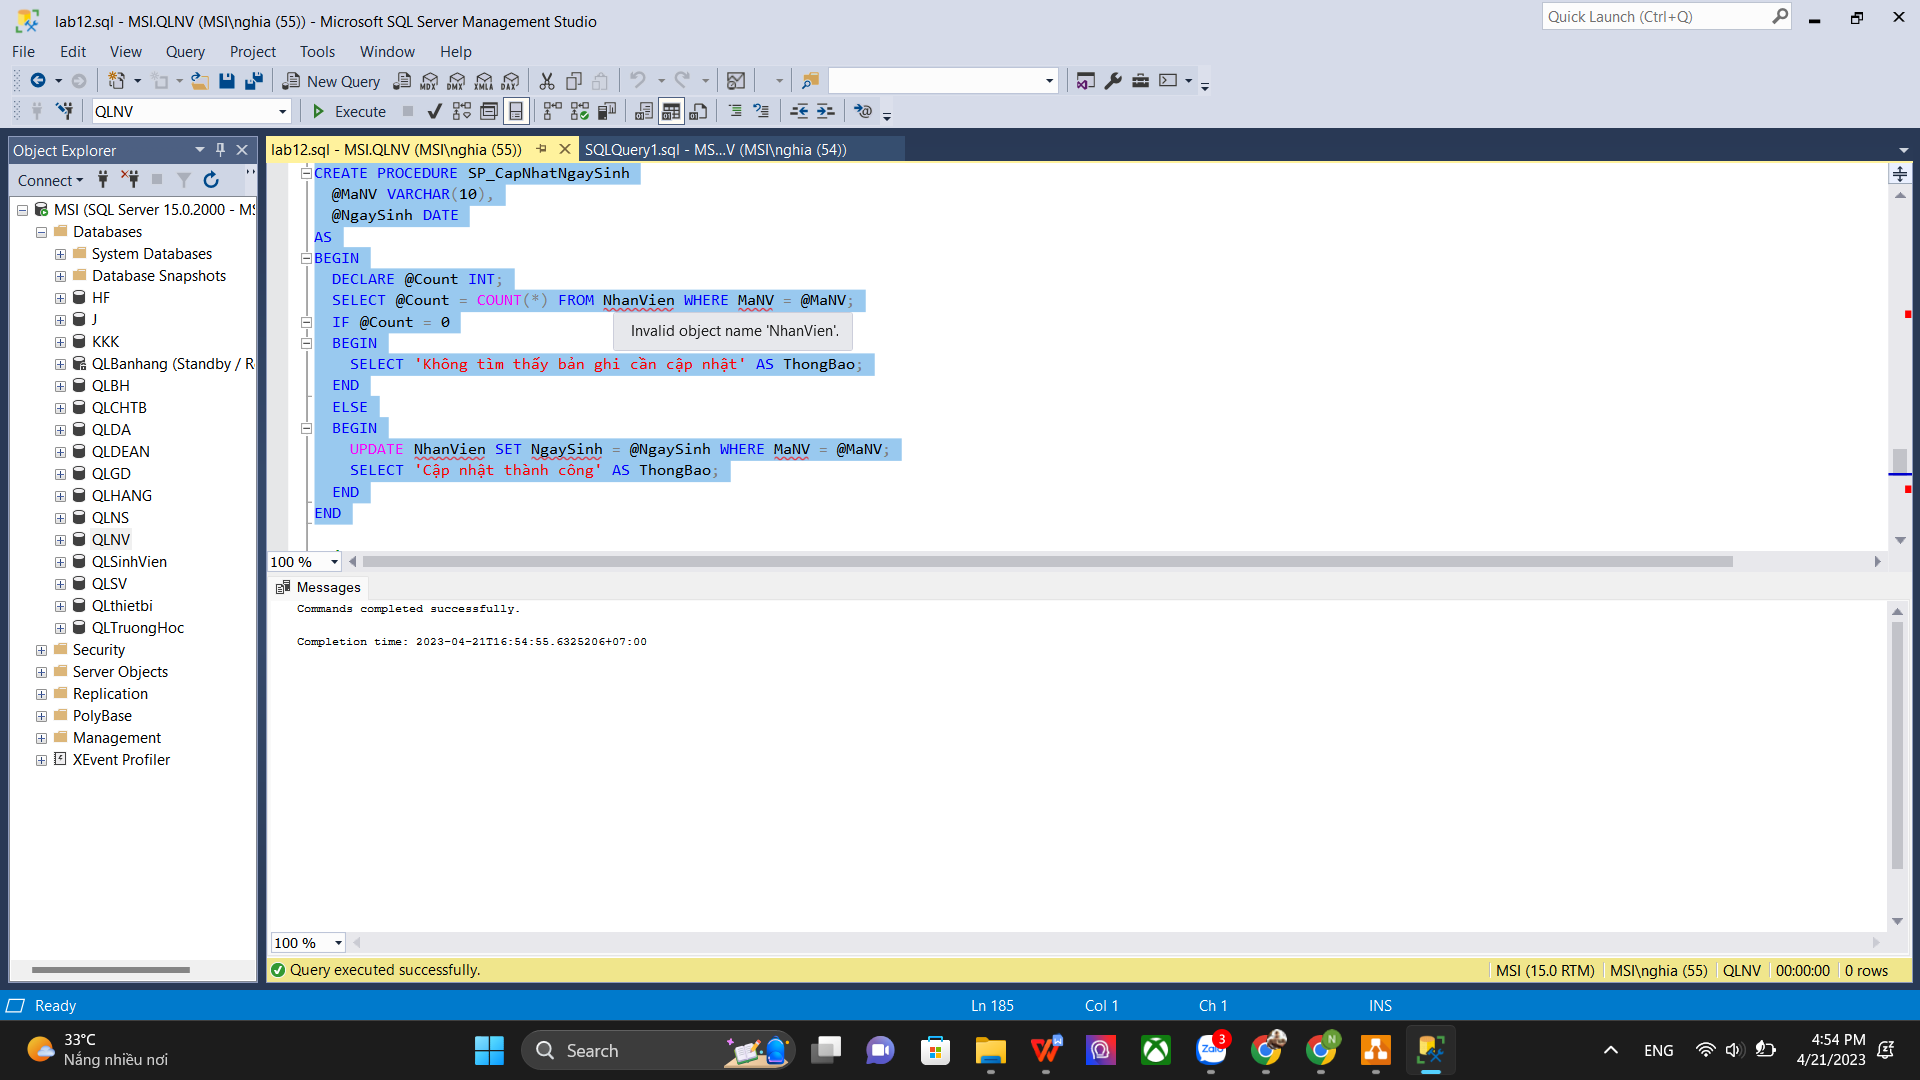 lab12.sql - MSI.QLNV (MSI\nghia (55)) - Microsoft SQL Server Management Studio
Quick Launch (Ctrl+Q)
File Edit View Query Project Tools Window Help
New Query MDX DMX XMLA DAX
QLNV Execute
Object Explorer
Connect
MSI (SQL Server 15.0.2000 - MS
Databases
System Databases
Database Snapshots
HF
J
KKK
QLBanhang (Standby / R
QLBH
QLCHTB
QLDA
QLDEAN
QLGD
QLHANG
QLNS
QLNV
QLSinhVien
QLSV
QLthietbi
QLTruongHoc
Security
Server Objects
Replication
PolyBase
Management
XEvent Profiler
lab12.sql - MSI.QLNV (MSI\nghia (55)) SQLQuery1.sql - MS...V (MSI\nghia (54))
CREATE PROCEDURE SP_CapNhatNgaySinh
@MaNV VARCHAR(10),
@NgaySinh DATE
AS
BEGIN
DECLARE @Count INT;
SELECT @Count = COUNT(*) FROM NhanVien WHERE MaNV = @MaNV;
IF @Count = 0
Invalid object name 'NhanVien'.
BEGIN
SELECT 'Không tìm thấy bản ghi cần cập nhật' AS ThongBao;
END
ELSE
BEGIN
UPDATE NhanVien SET NgaySinh = @NgaySinh WHERE MaNV = @MaNV;
SELECT 'Cập nhật thành công' AS ThongBao;
END
END
100 %
Messages
Commands completed successfully.
Completion time: 2023-04-21T16:54:55.6325206+07:00
100 %
Query executed successfully. MSI (15.0 RTM) MSI\nghia (55) QLNV 00:00:00 0 rows
Ready Ln 185 Col 1 Ch 1 INS
33°C
Nắng nhiều nơi
Search
Zalo 3
N
ENG
4:54 PM
4/21/2023